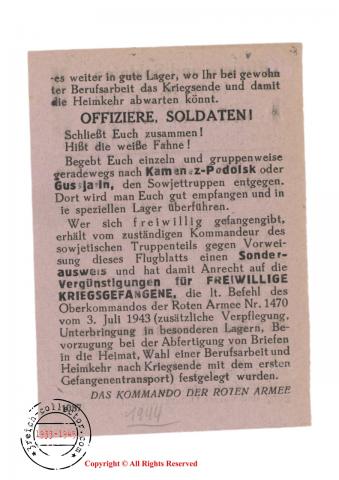 -es weiter in gute Lager, wo Ihr bei gewohn
ter Berufsarbeit das Kriegsende und damit
die Heimkehr abwarten könnt.
OFFIZIERE, SOLDATEN!
Schließt Euch zusammen!
Hißt die weiße Fahne!
Begebt Euch einzeln und gruppenweise
geradewegs nach Kamenez-Podolsk oder
den Sowjettruppen entgegen.
Dort wird man Euch gut empfangen und in
ie speziellen Lager überführen.
Wer sich freiwillig gefangengibt,
erhält vom zuständigen Kommandeur des
sowjetischen Truppenteils gegen Vorwei-
sung dieses Flugblatts einen Sonder-
ausweis und hat damit Anrecht auf die
Vergünstigungen für FREIWILLIGE
KRIEGSGEFANGENE, die lt. Befehl des
Oberkommandos der Roten Armee Nr. 1470
vom 3. Juli 1943 (zusätzliche Verpflegung,
Unterbringung in besonderen Lagern, Be-
vorzugung bei der Abfertigung von Briefen
in die Heimat, Wahl einer Berufsarbeit und
Heimkehr nach Kriegsende mit dem ersten
Gefangenentransport) festgelegt wurden.
DAS KOMMANDO DER ROTEN ARMEE
1944
3reich-collector.com
1933-1945
Copyright © All Rights Reserved